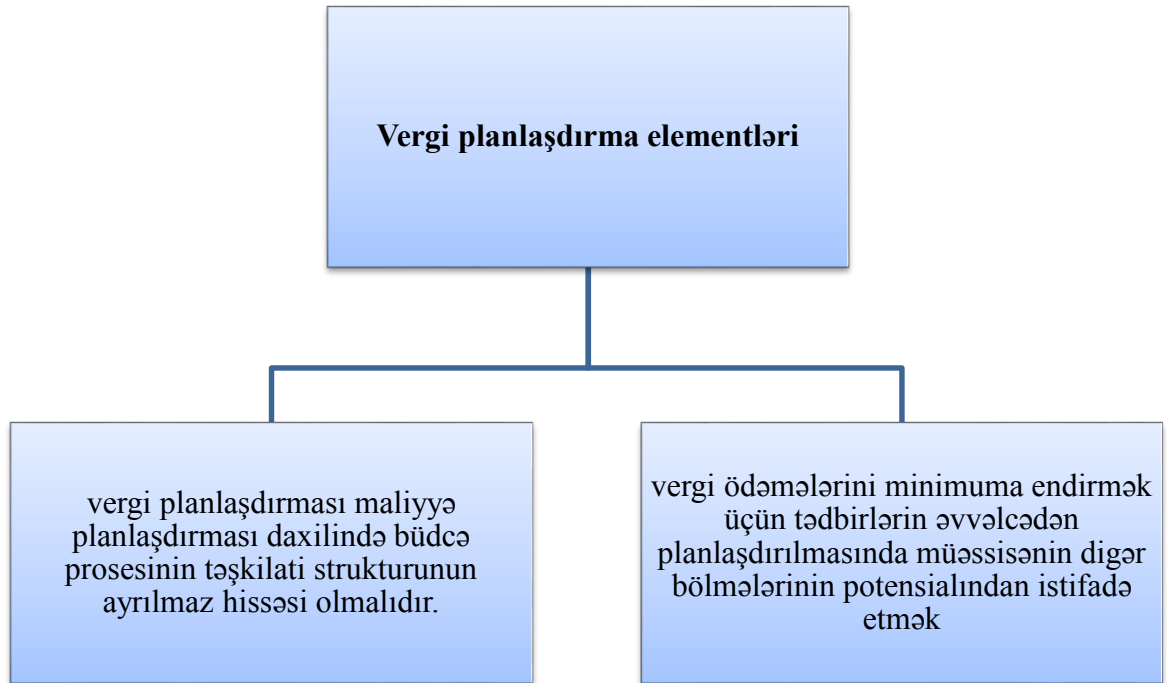 Vergi planlaşdırma elementləri
vergi planlaşdırması maliyyə
planlaşdırması daxilində büdcə
prosesinin təşkilati strukturunun
ayrılmaz hissəsi olmalıdır.
vergi ödəmələrini minimuma endirmək
üçün tədbirlərin əvvəlcədən
planlaşdırılmasında müəssisənin digər
bölmələrinin potensialından istifadə
etmək